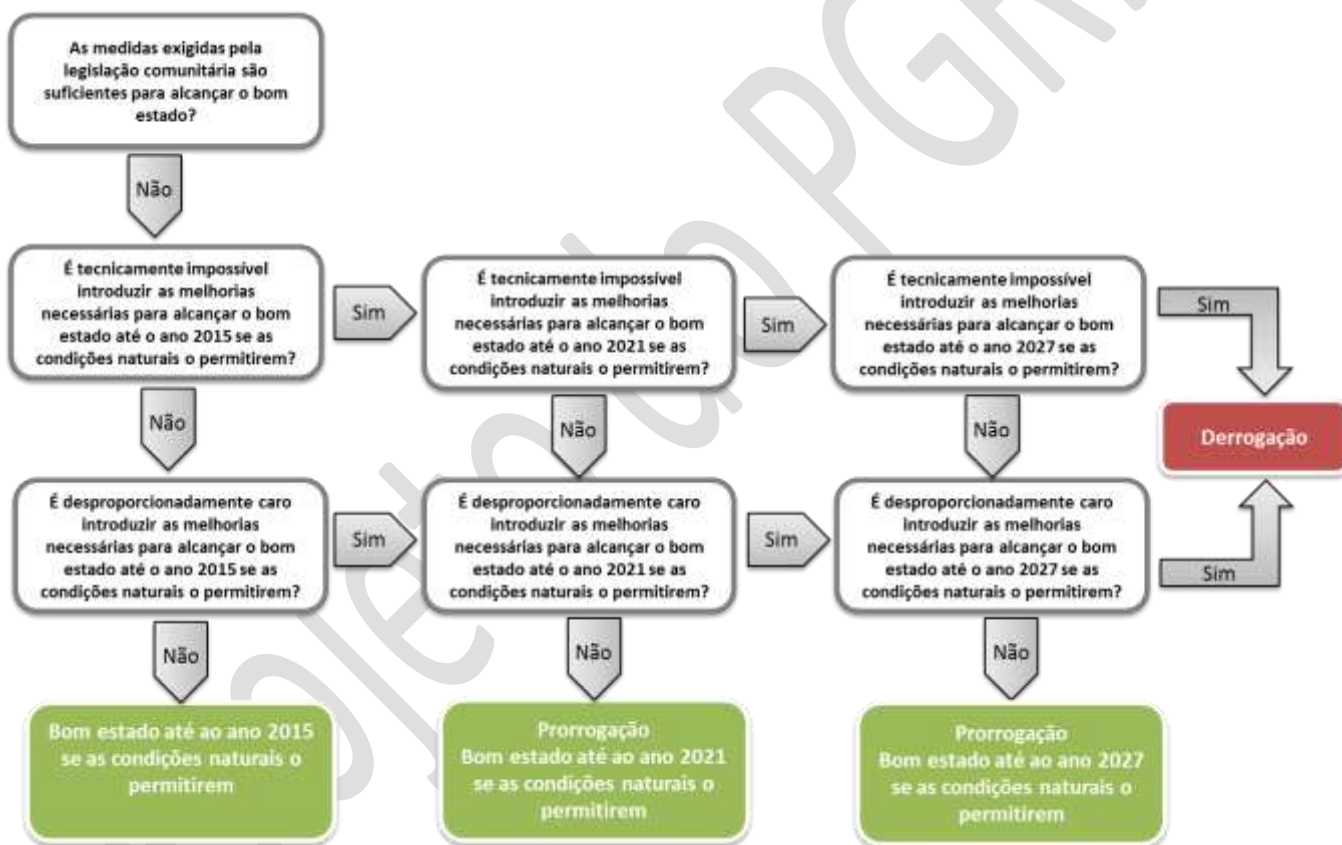 As medidas exigidas pela
legislação comunitária são
suficientes para alcançar o bom
estado?
Não
É tecnicamente impossível
introduzir as melhorias
necessárias para alcançar o bom
estado até o ano 2015 se as
condições naturais o permitirem?
Sim
É tecnicamente impossível
introduzir as melhorias
necessárias para alcançar o bom
estado até o ano 2021 se as
condições naturais o permitirem?
Sim
É tecnicamente impossível
introduzir as melhorias
necessárias para alcançar o bom
estado até o ano 2027 se as
condições naturais o permitirem?
Sim
Não
Não
Não
Derrogação
É desproporcionadamente caro
introduzir as melhorias
necessárias para alcançar o bom
estado até o ano 2015 se as
condições naturais o permitirem?
Sim
É desproporcionadamente caro
introduzir as melhorias
necessárias para alcançar o bom
estado até o ano 2021 se as
condições naturais o permitirem?
Sim
É desproporcionadamente caro
introduzir as melhorias
necessárias para alcançar o bom
estado até o ano 2027 se as
condições naturais o permitirem?
Sim
Não
Não
Não
Bom estado até ao ano 2015
se as condições naturais o
permitirem
Prorrogação
Bom estado até ao ano 2021
se as condições naturais o
permitirem
Prorrogação
Bom estado até ao ano 2027
se as condições naturais o
permitirem